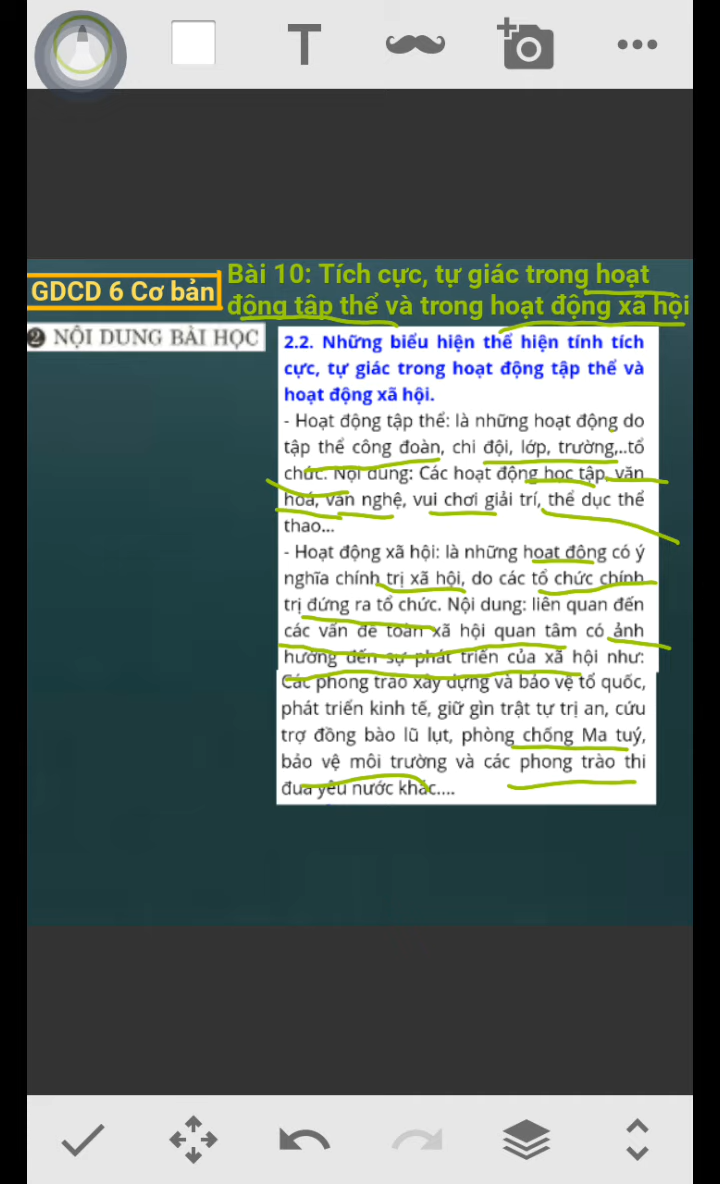 T
GDCD 6 Cơ bản
Bài 10: Tích cực, tự giác trong hoạt
động tập thể và trong hoạt động xã hội
2 NỘI DUNG BÀI HỌC
2.2. Những biểu hiện thể hiện tính tích
cực, tự giác trong hoạt động tập thể và
hoạt động xã hội.
- Hoạt động tập thể: là những hoạt động do
tập thể công đoàn, chi đội, lớp, trường,..tổ
chức. Nội dung: Các hoạt động học tập, văn
hoá, văn nghệ, vui chơi giải trí, thể dục thể
thao...
- Hoạt động xã hội: là những hoạt động có ý
nghĩa chính trị xã hội, do các tổ chức chính
trị đứng ra tổ chức. Nội dung: liên quan đến
các vấn đề toàn xã hội quan tâm có ảnh
hưởng đến sự phát triển của xã hội như:
Các phong trào xây dựng và bảo vệ tổ quốc,
phát triển kinh tế, giữ gìn trật tự trị an, cứu
trợ đồng bào lũ lụt, phòng chống Ma tuý,
bảo vệ môi trường và các phong trào thi
đua yêu nước khác....